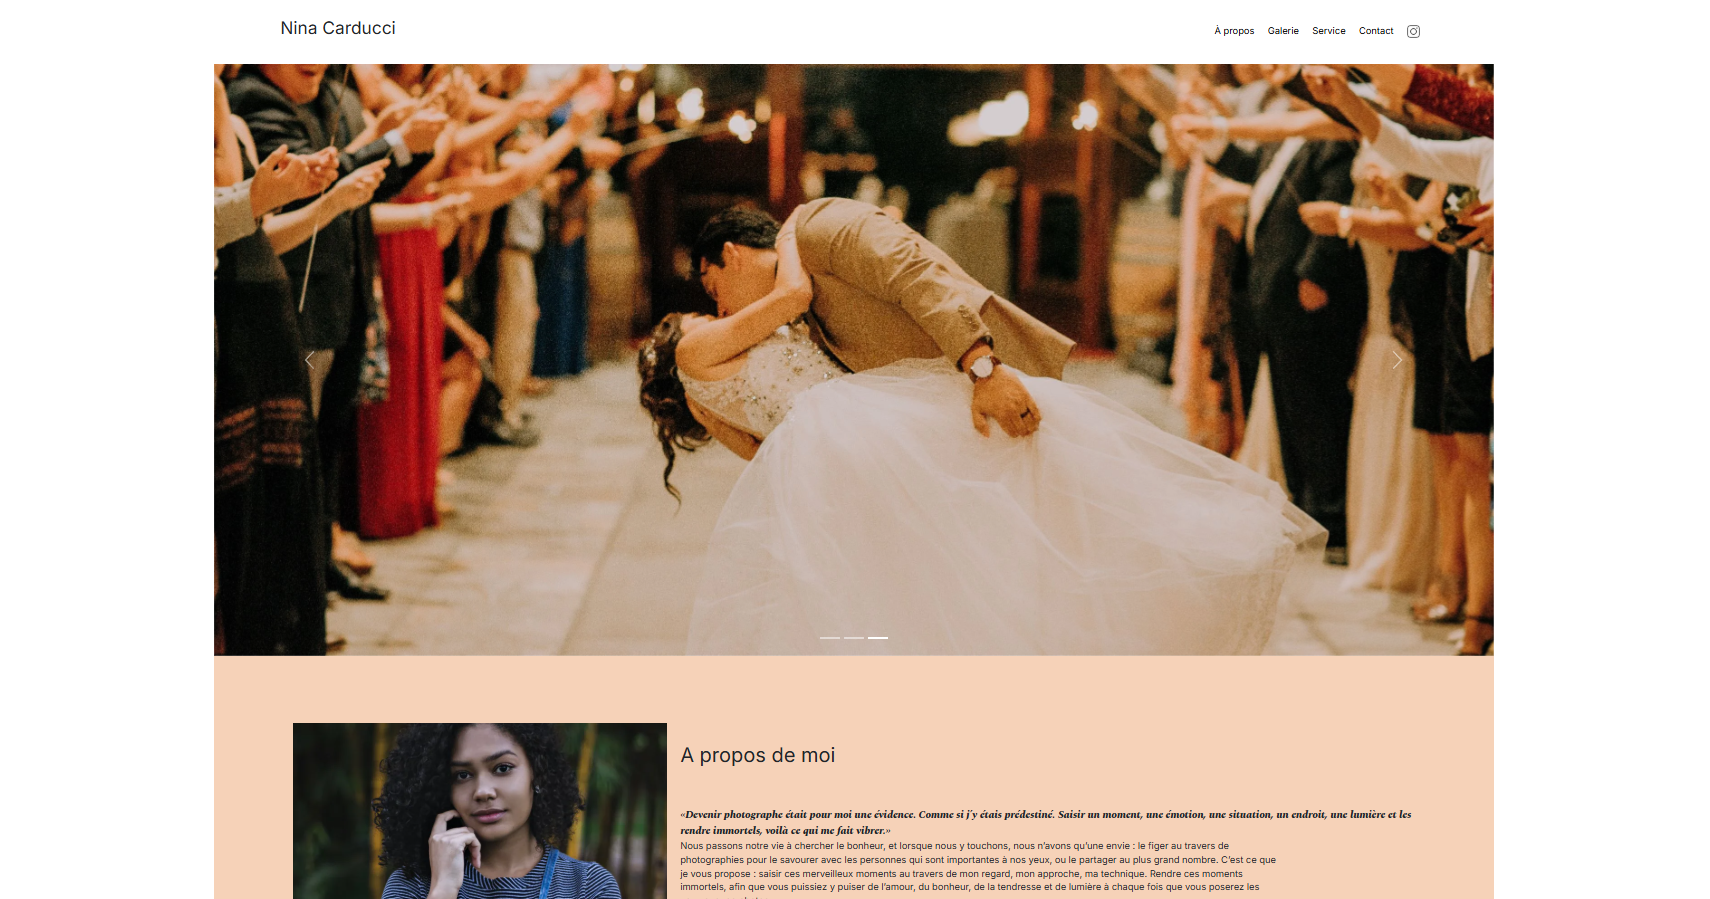 Nina Carducci
À propos Galerie Service Contact
A propos de moi
«Devenir photographe était pour moi une évidence. Comme si j'y étais prédestiné. Saisir un moment, une émotion, une situation, un endroit, une lumière et les
rendre immortels, voilà ce qui me fait vibrer.»
Nous passons notre vie à chercher le bonheur, et lorsque nous y touchons, nous n’avons qu’une envie : le figer au travers de
photographies pour le savourer avec les personnes qui sont importantes à nos yeux, ou le partager au plus grand nombre. C’est ce que
je vous propose : saisir ces merveilleux moments au travers de mon regard, mon approche, ma technique. Rendre ces moments
immortels, afin que vous puissiez y puiser de l’amour, du bonheur, de la tendresse et de lumière à chaque fois que vous poserez les